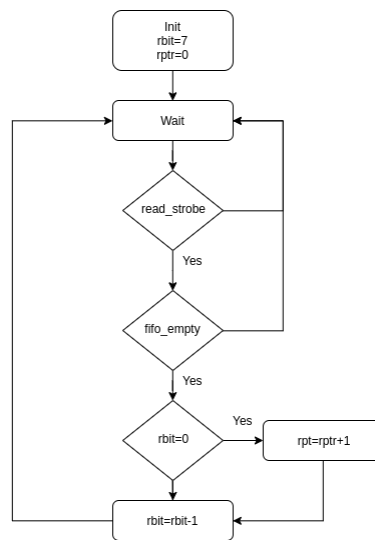 Init
rbit=7
rptr=0
Wait
read_strobe
Yes
fifo_empty
Yes
rbit=0
Yes
rpt=rptr+1
rbit=rbit-1